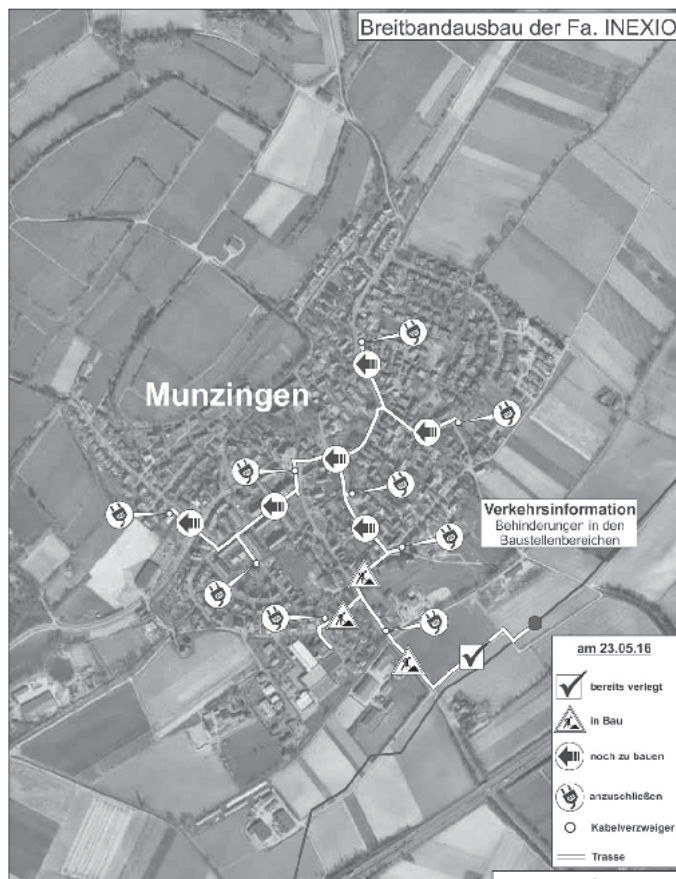 Breitbandausbau der Fa. INEXIO
Munzingen
Verkehrsinformation
Behinderungen in den
Baustellenbereichen
am 23.05.16
bereits verlegt
in Bau
noch zu bauen
anzuschließen
Kabelverzweiger
Trasse